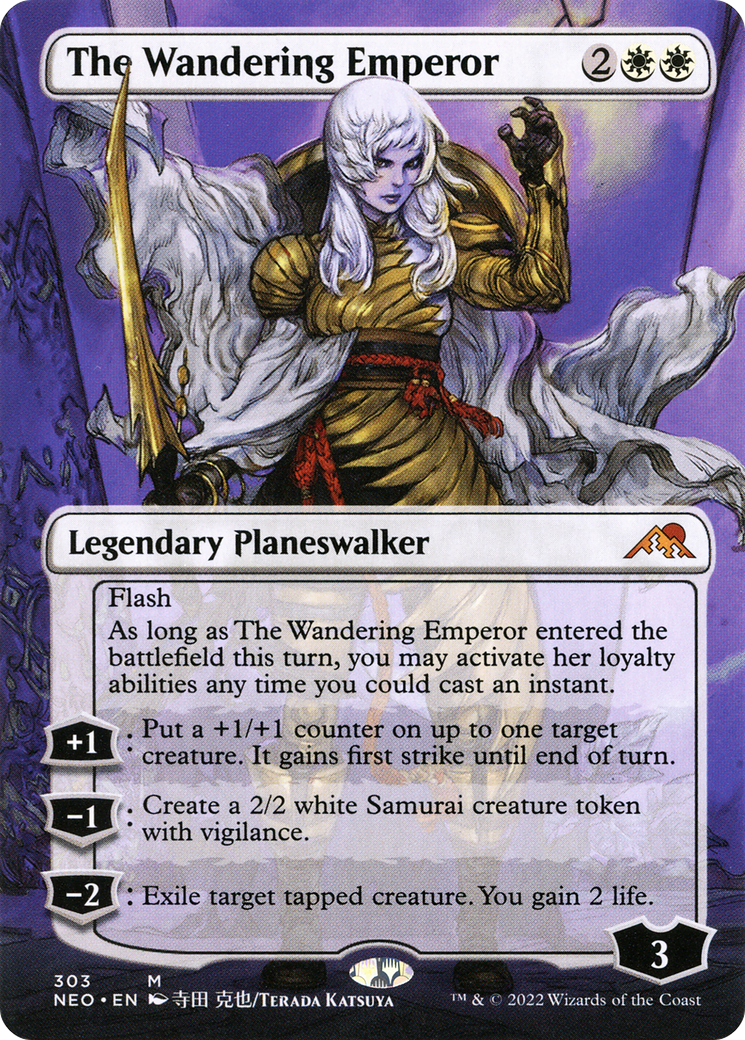 The Wandering Emperor 2
Legendary Planeswalker
Flash
As long as The Wandering Emperor entered the
battlefield this turn, you may activate her loyalty
abilities any time you could cast an instant.
+1 : Put a +1/+1 counter on up to one target
creature. It gains first strike until end of turn.
−1 : Create a 2/2 white Samurai creature token
with vigilance.
−2 : Exile target tapped creature. You gain 2 life.
3
303 M
NEO • EN 寺田 克也/Terada Katsuya ™ & © 2022 Wizards of the Coast